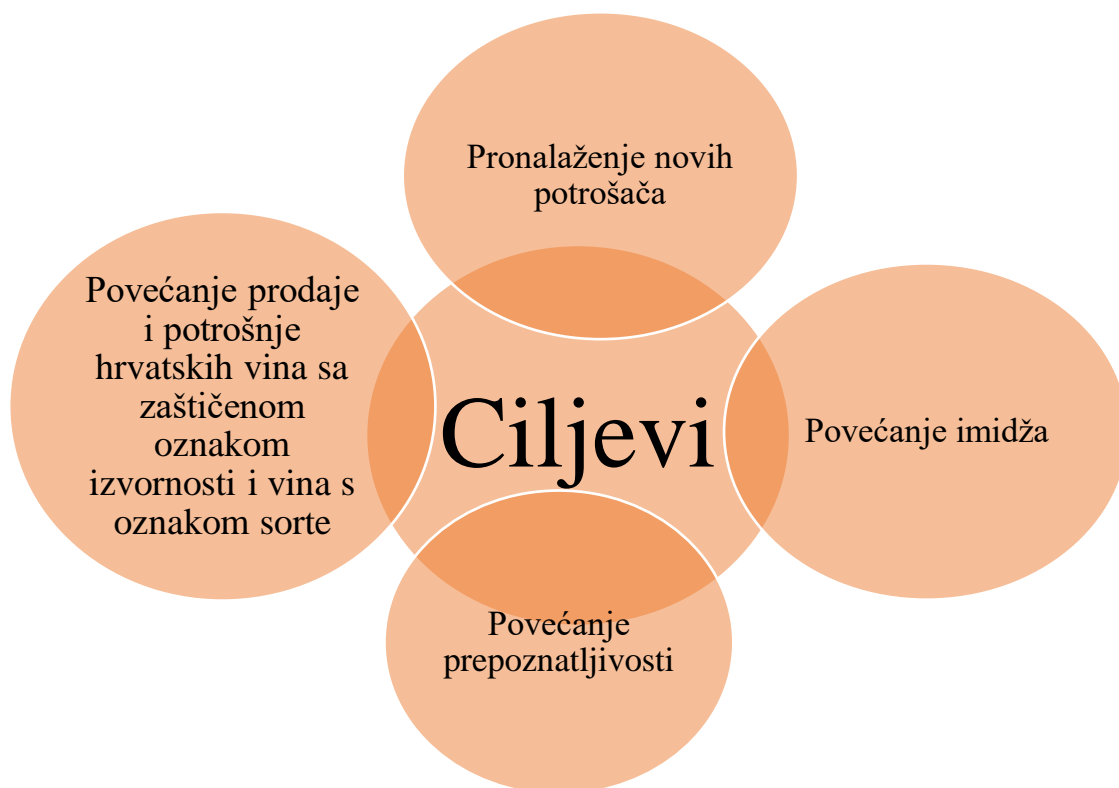 Pronalaženje novih
potrošača
Povećanje prodaje
i potrošnje
hrvatskih vina sa
zaštičenom
oznakom
izvornosti i vina s
oznakom sorte
Ciljevi
Povećanje imidža
Povećanje
prepoznatljivosti